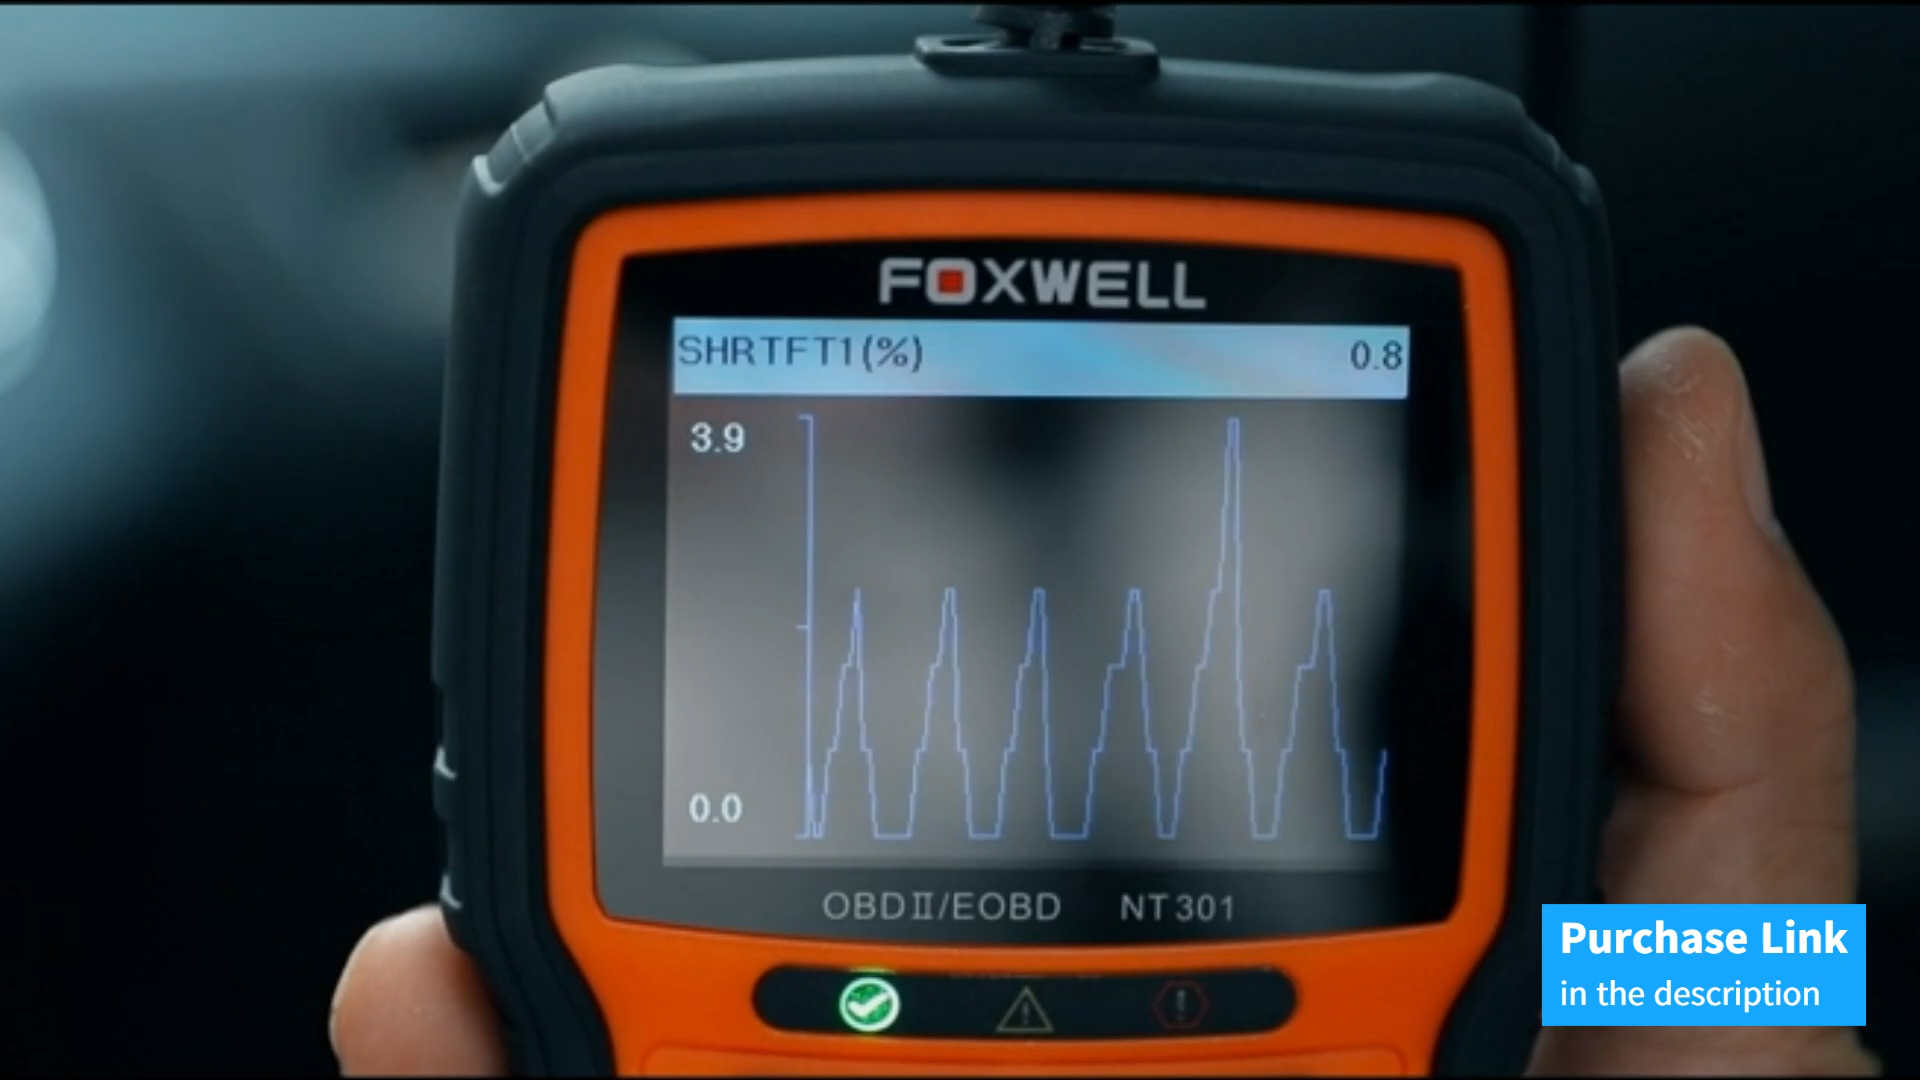 FOXWELL
SHRTFT1(%) 0.8
3.9
0.0
OBDII/EOBD NT301
Purchase Link
in the description